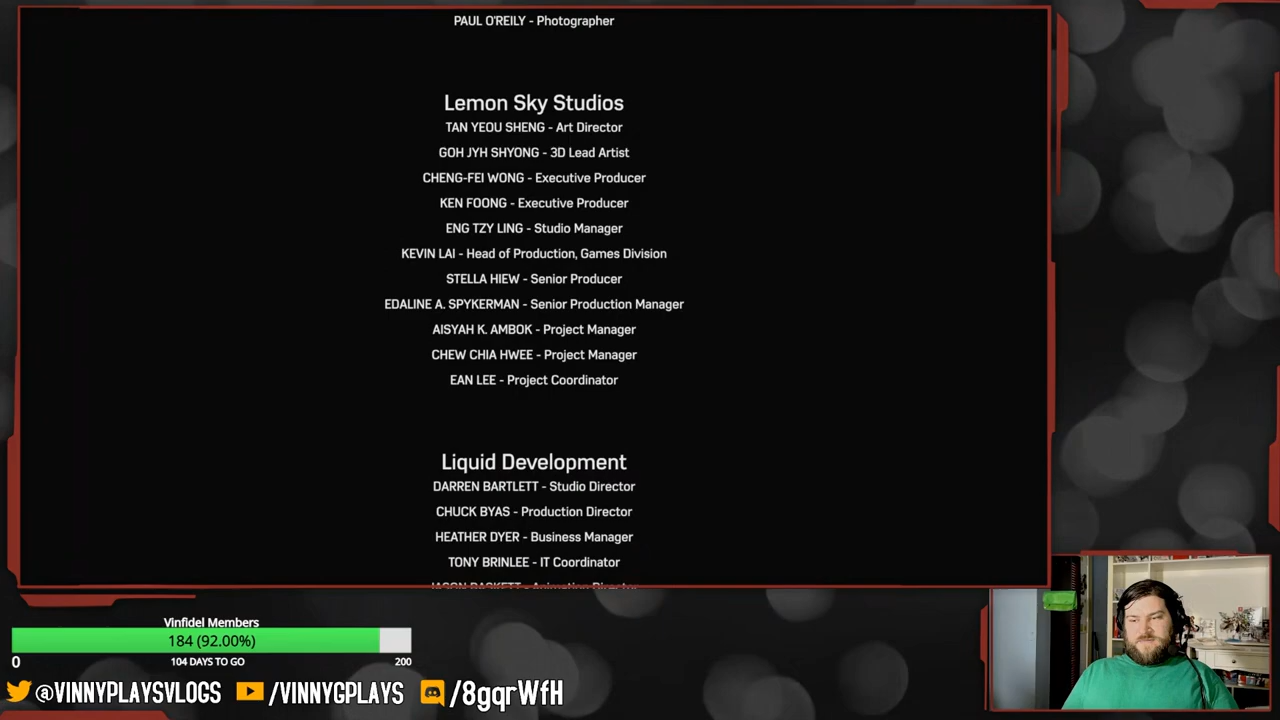 PAUL O'REILY - Photographer
Lemon Sky Studios
TAN YEOU SHENG - Art Director
GOH JYH SHYONG - 3D Lead Artist
CHENG-FEI WONG - Executive Producer
KEN FOONG - Executive Producer
ENG TZY LING - Studio Manager
KEVIN LAI - Head of Production, Games Division
STELLA HIEW - Senior Producer
EDALINE A. SPYKERMAN - Senior Production Manager
AISYAH K. AMBOK - Project Manager
CHEW CHIA HWEE - Project Manager
EAN LEE - Project Coordinator
Liquid Development
DARREN BARTLETT - Studio Director
CHUCK BYAS - Production Director
HEATHER DYER - Business Manager
TONY BRINLEE - IT Coordinator
Vinfidel Members
184 (92.00%)
0 104 DAYS TO GO 200
@VINNYPLAYSVLOGS /VINNYGPLAYS /8gqrWfH